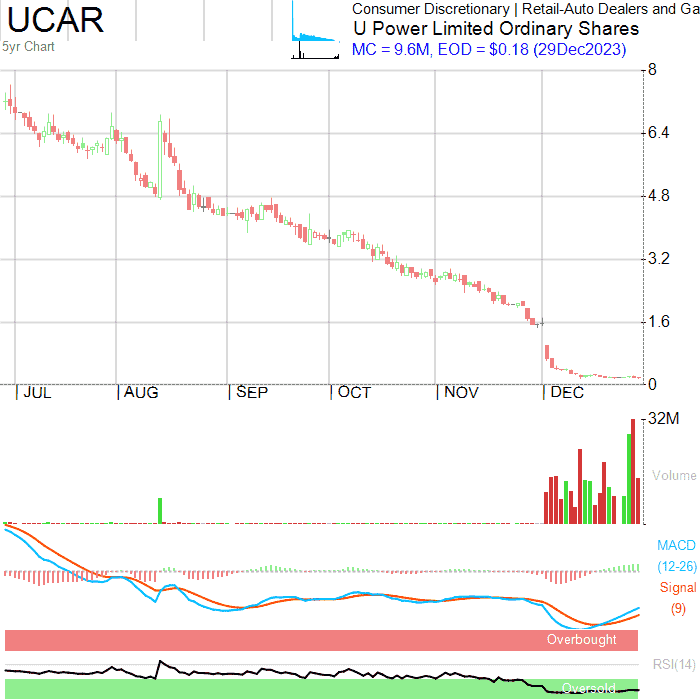 UCAR
Consumer Discretionary | Retail-Auto Dealers and Ga
5yr Chart
U Power Limited Ordinary Shares
MC = 9.6M, EOD = $0.18 (29Dec2023)
8
6.4
4.8
3.2
1.6
0
JUL AUG SEP OCT NOV DEC
32M
Volume
MACD
(12-26)
Signal
(9)
Overbought
RSI(14)
Oversold